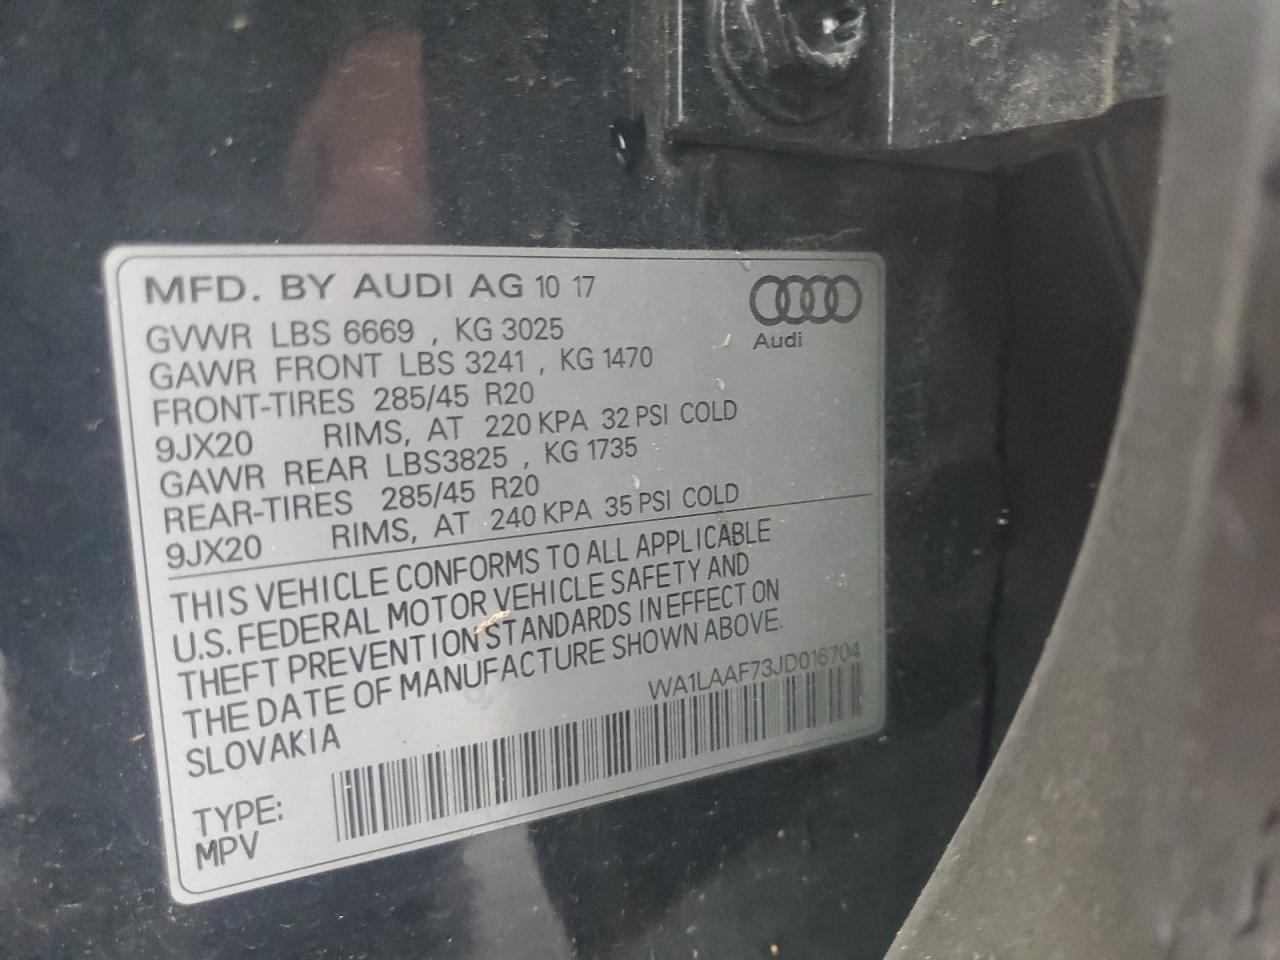 MFD. BY AUDI AG 10 17
Audi
GVWR LBS 6669 , KG 3025
GAWR FRONT LBS 3241 , KG 1470
FRONT-TIRES 285/45 R20
9JX20 RIMS, AT 220 KPA 32 PSI COLD
GAWR REAR LBS3825 , KG 1735
REAR-TIRES 285/45 R20
9JX20 RIMS, AT 240 KPA 35 PSI COLD
THIS VEHICLE CONFORMS TO ALL APPLICABLE
U.S. FEDERAL MOTOR VEHICLE SAFETY AND
THEFT PREVENTION STANDARDS IN EFFECT ON
THE DATE OF MANUFACTURE SHOWN ABOVE.
SLOVAKIA
WA1LAAF73JD016704
TYPE:
MPV